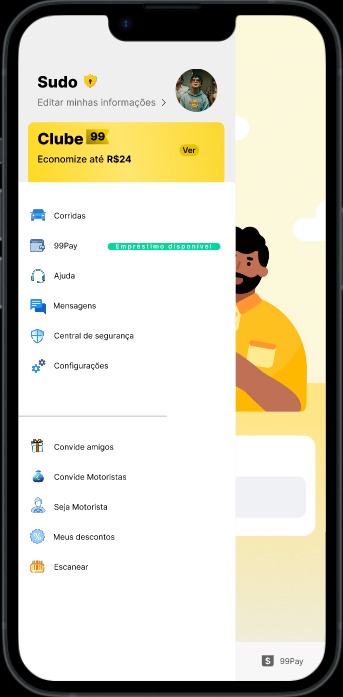 Sudo
Editar minhas informações >
Clube 99
Economize até R$24
Ver
Corridas
99Pay
Empréstimo disponível
Ajuda
Mensagens
Central de segurança
Configurações
Convide amigos
Convide Motoristas
Seja Motorista
Meus descontos
Escanear
99Pay